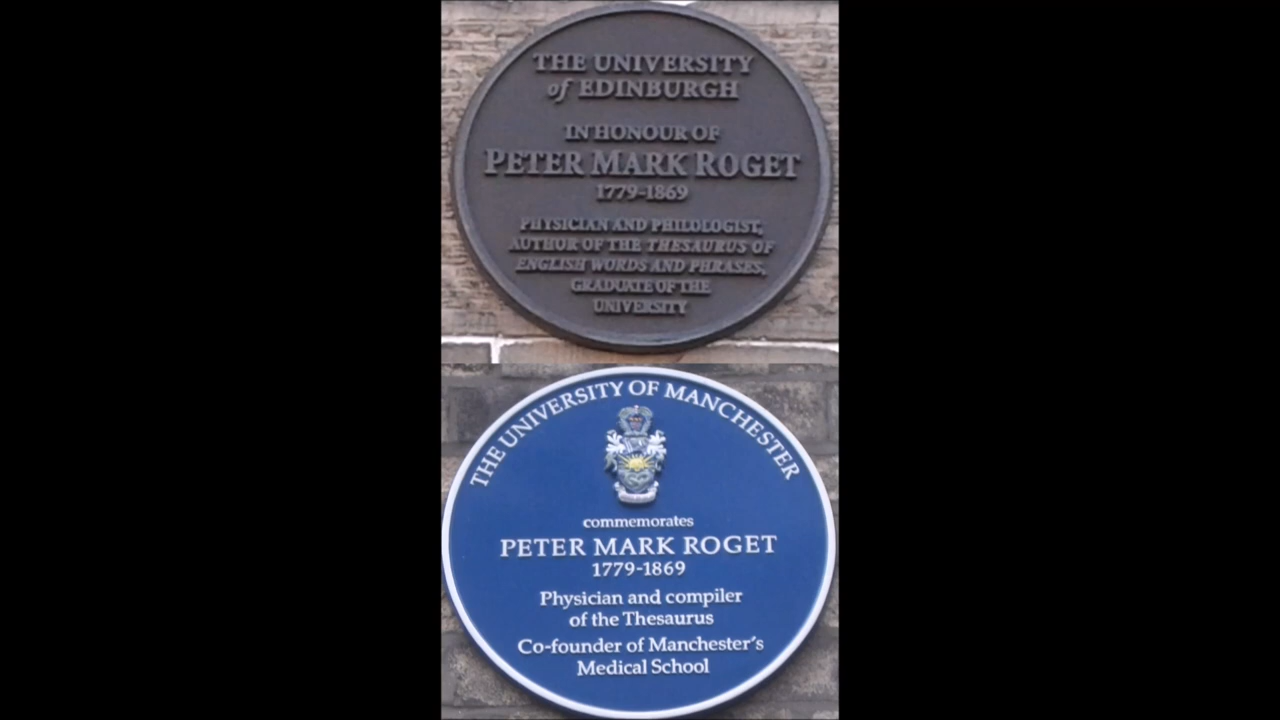 THE UNIVERSITY
of EDINBURGH
IN HONOUR OF
PETER MARK ROGET
1779-1869
PHYSICIAN AND PHILOLOGIST,
AUTHOR OF THE THESAURUS OF
ENGLISH WORDS AND PHRASES,
GRADUATE OF THE
UNIVERSITY
THE UNIVERSITY OF MANCHESTER
commemorates
PETER MARK ROGET
1779-1869
Physician and compiler
of the Thesaurus
Co-founder of Manchester's
Medical School